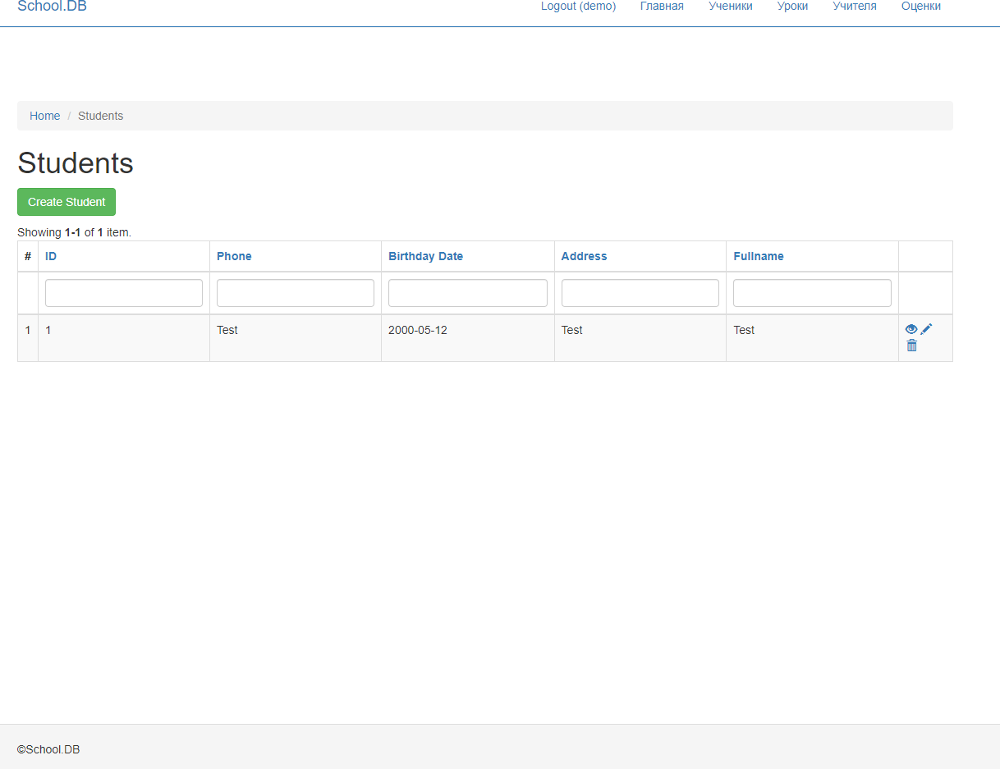 School.DB Logout (demo) Главная Ученики Уроки Учителя Оценки
Home / Students
Students
Create Student
Showing 1-1 of 1 item.
# ID Phone Birthday Date Address Fullname
1 1 Test 2000-05-12 Test Test
©School.DB